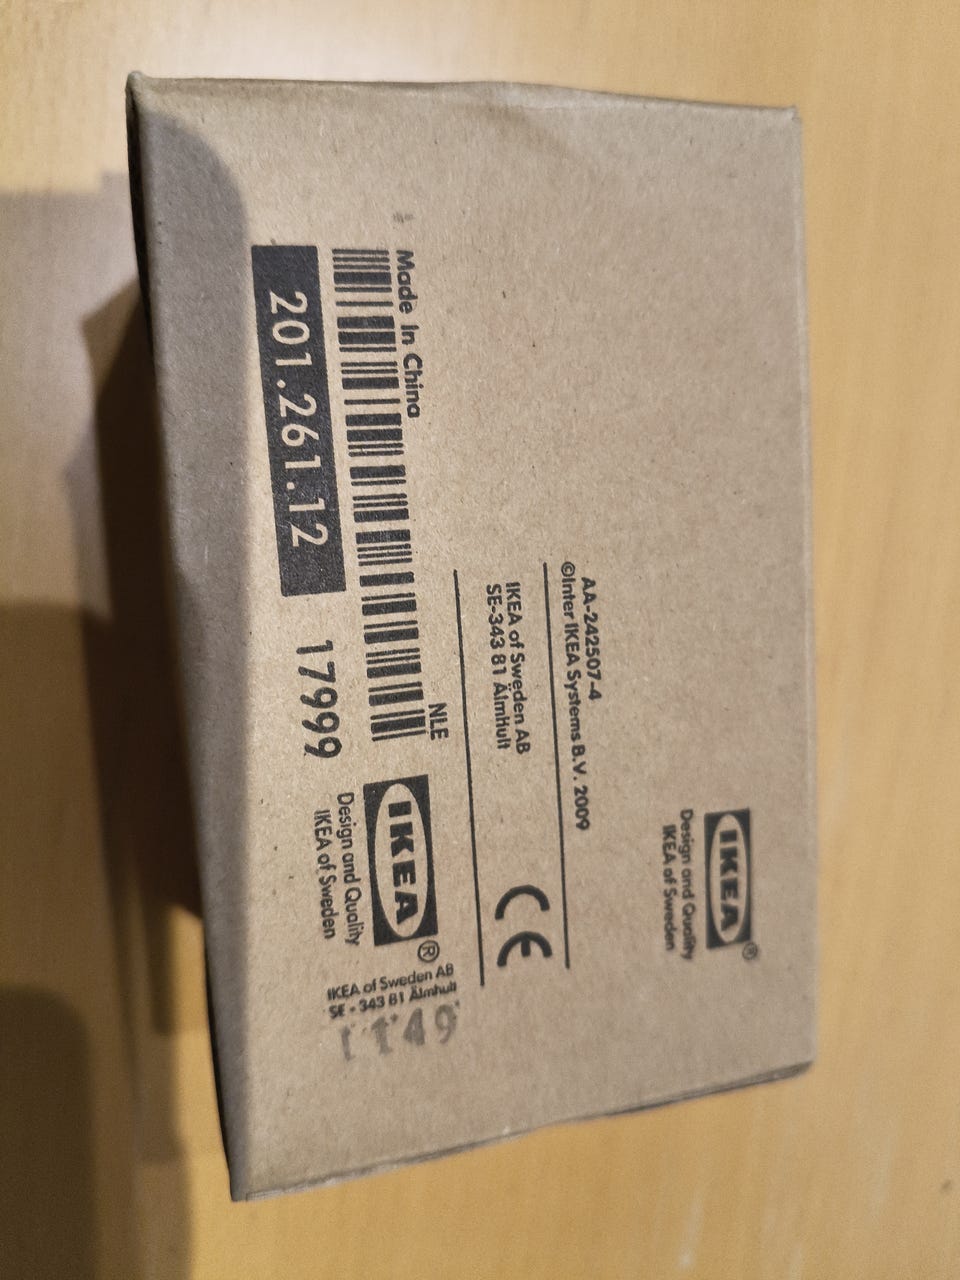 IKEA®
Design and Quality
IKEA of Sweden
AA-242507-4
©Inter IKEA Systems B.V. 2009
IKEA of Sweden AB
SE-343 81 Älmhult
CE
Made in China
NLE
201.261.12
17999
IKEA®
Design and Quality
IKEA of Sweden
IKEA of Sweden AB
SE - 343 81 Älmhult
1149